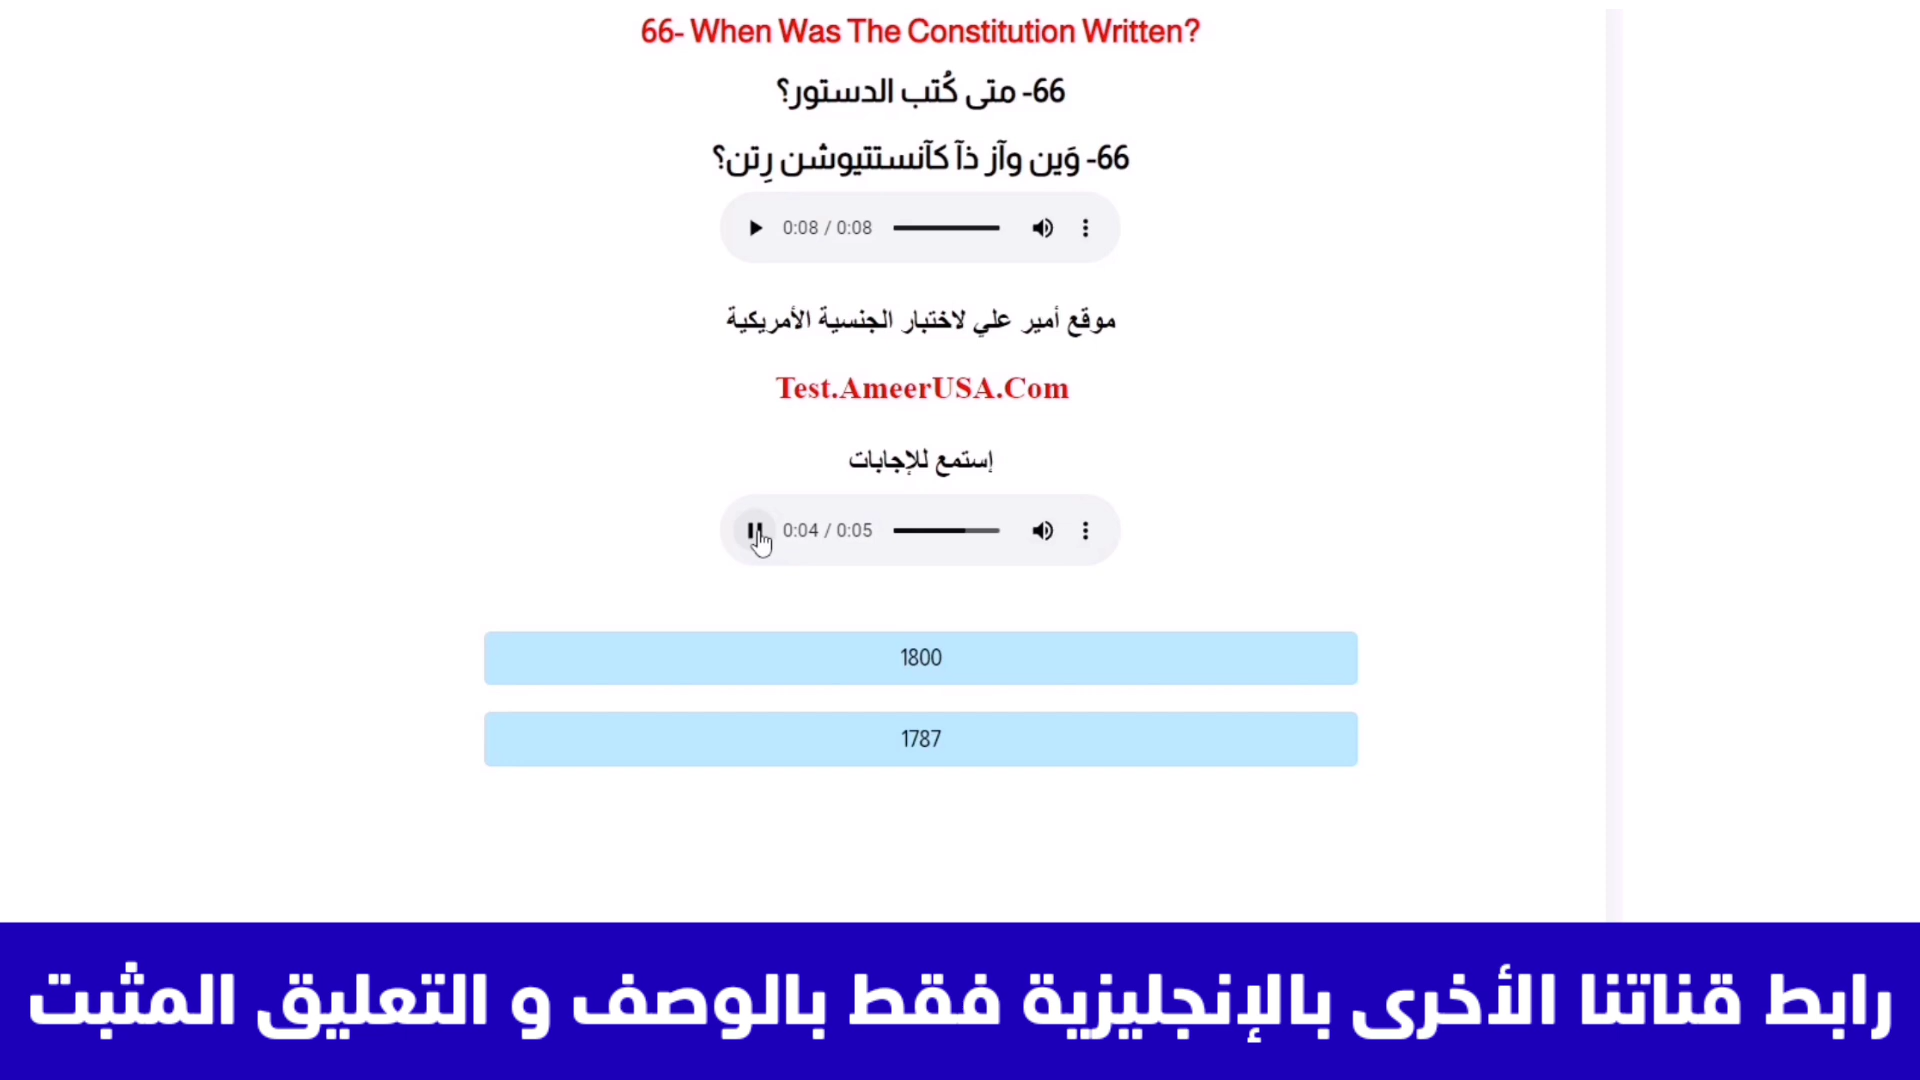 66- When Was The Constitution Written?
66- متى كُتب الدستور؟
66- وَين وآز ذآ كآنستتيوشن رِتن؟
0:08 / 0:08
موقع أمير علي لاختبار الجنسية الأمريكية
Test.AmeerUSA.Com
إستمع للإجابات
0:04 / 0:05
1800
1787
رابط قناتنا الأخرى بالإنجليزية فقط بالوصف و التعليق المثبت